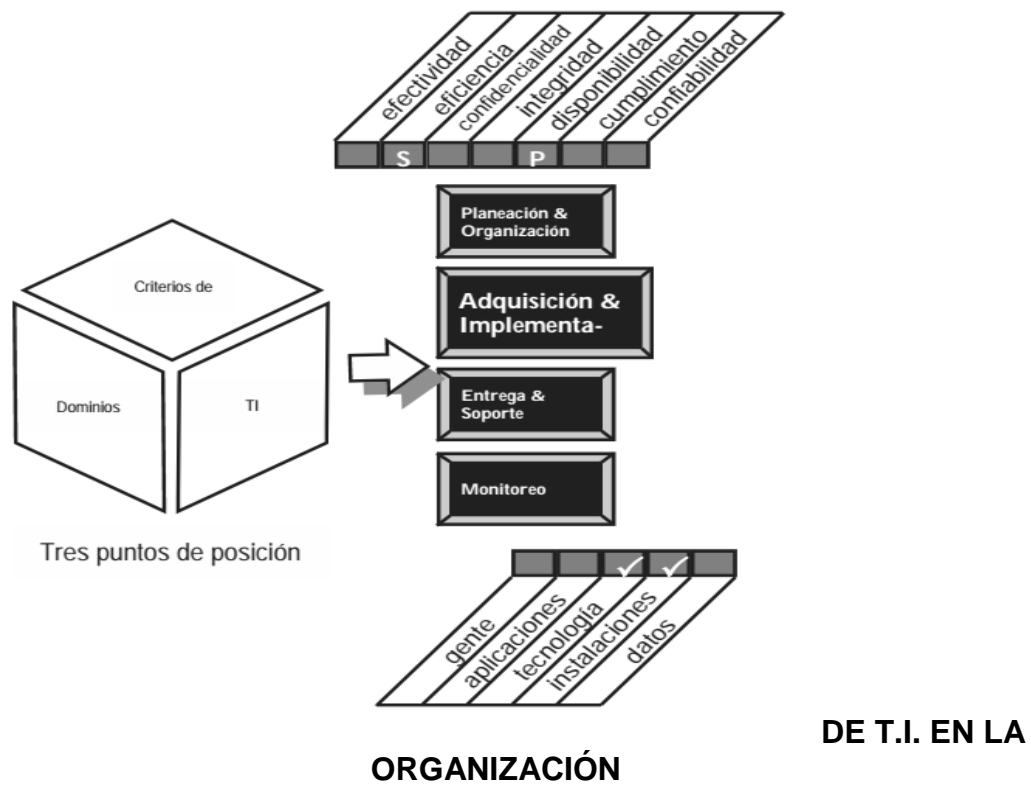 efectividad
eficiencia
confidencialidad
integridad
disponibilidad
cumplimiento
confiabilidad
S
P
Planeación &
Organización
Criterios de
Adquisición &
Implementa-
Dominios
TI
Entrega &
Soporte
Monitoreo
Tres puntos de posición
gente
aplicaciones
tecnología
instalaciones
datos
DE T.I. EN LA
ORGANIZACIÓN